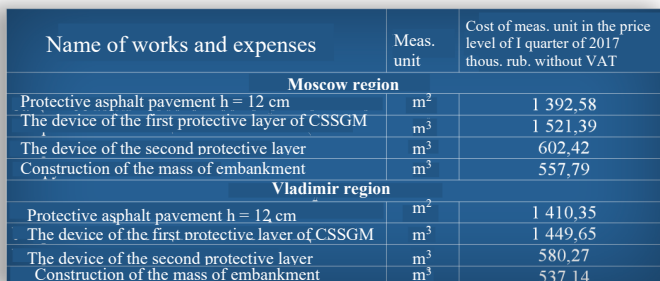 Name of works and expenses
Meas.
unit
Cost of meas. unit in the price
level of I quarter of 2017
thous. rub. without VAT
Moscow region
Protective asphalt pavement h = 12 cm m² 1 392,58
The device of the first protective layer of CSSGM m³ 1 521,39
The device of the second protective layer m³ 602,42
Construction of the mass of embankment m³ 557,79
Vladimir region
Protective asphalt pavement h = 12 cm m² 1 410,35
The device of the first protective layer of CSSGM m³ 1 449,65
The device of the second protective layer m³ 580,27
Construction of the mass of embankment m³ 537,14